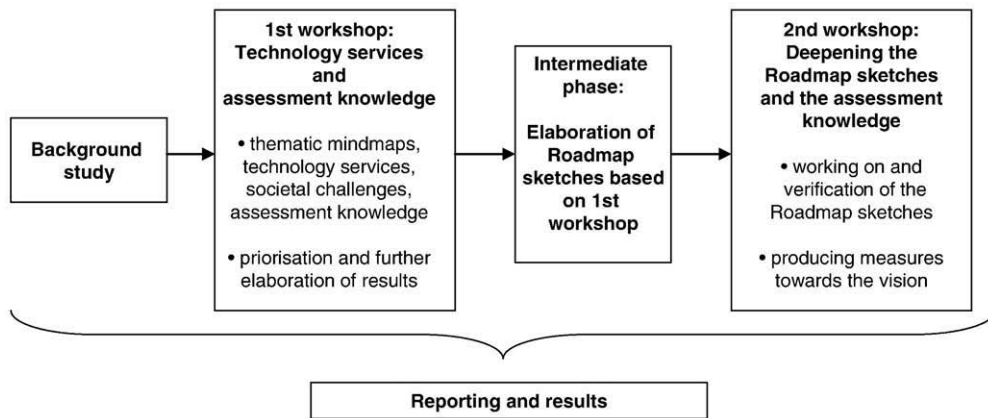 Background
study
1st workshop:
Technology services
and
assessment knowledge
• thematic mindmaps,
technology services,
societal challenges,
assessment knowledge
• priorisation and further
elaboration of results
Intermediate
phase:
Elaboration of
Roadmap
sketches based
on 1st
workshop
2nd workshop:
Deepening the
Roadmap sketches
and the assessment
knowledge
• working on and
verification of the
Roadmap sketches
• producing measures
towards the vision
Reporting and results